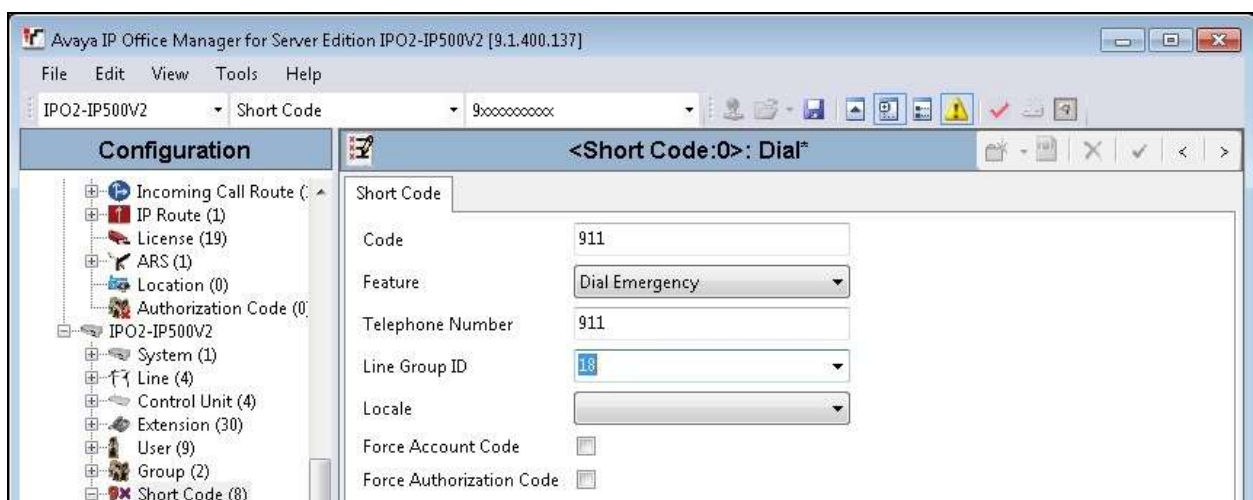 Avaya IP Office Manager for Server Edition IPO2-IP500V2 [9.1.400.137]
File Edit View Tools Help
IPO2-IP500V2 Short Code 9xxxxxxxxxx
Configuration
<Short Code:0>: Dial*
Incoming Call Route (
IP Route (1)
License (19)
ARS (1)
Location (0)
Authorization Code (0
IPO2-IP500V2
System (1)
Line (4)
Control Unit (4)
Extension (30)
User (9)
Group (2)
Short Code (8)
Short Code
Code 911
Feature Dial Emergency
Telephone Number 911
Line Group ID 18
Locale
Force Account Code
Force Authorization Code